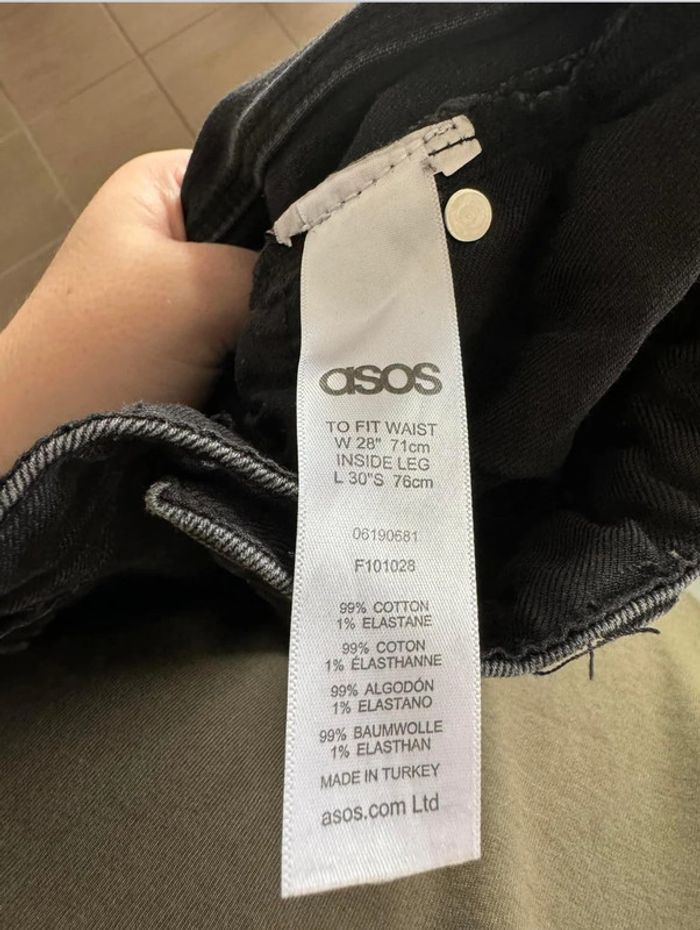 asos
TO FIT WAIST
W 28" 71cm
INSIDE LEG
L 30"S 76cm
06190681
F101028
99% COTTON
1% ELASTANE
99% COTON
1% ÉLASTHANNE
99% ALGODÓN
1% ELASTANO
99% BAUMWOLLE
1% ELASTHAN
MADE IN TURKEY
asos.com Ltd